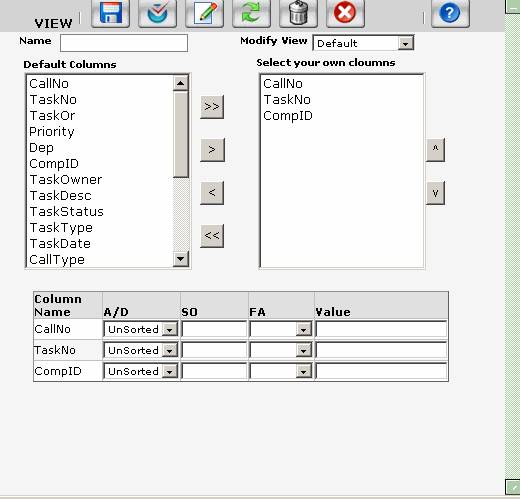 VIEW
?
Name
Modify View Default
Default Columns
Select your own cloumns
CallNo
TaskNo
TaskOr
Priority
Dep
CompID
TaskOwner
TaskDesc
TaskStatus
TaskType
TaskDate
CallType
>>
>
<
<<
CallNo
TaskNo
CompID
^
v
Column Name A/D SO FA Value
CallNo UnSorted
TaskNo UnSorted
CompID UnSorted